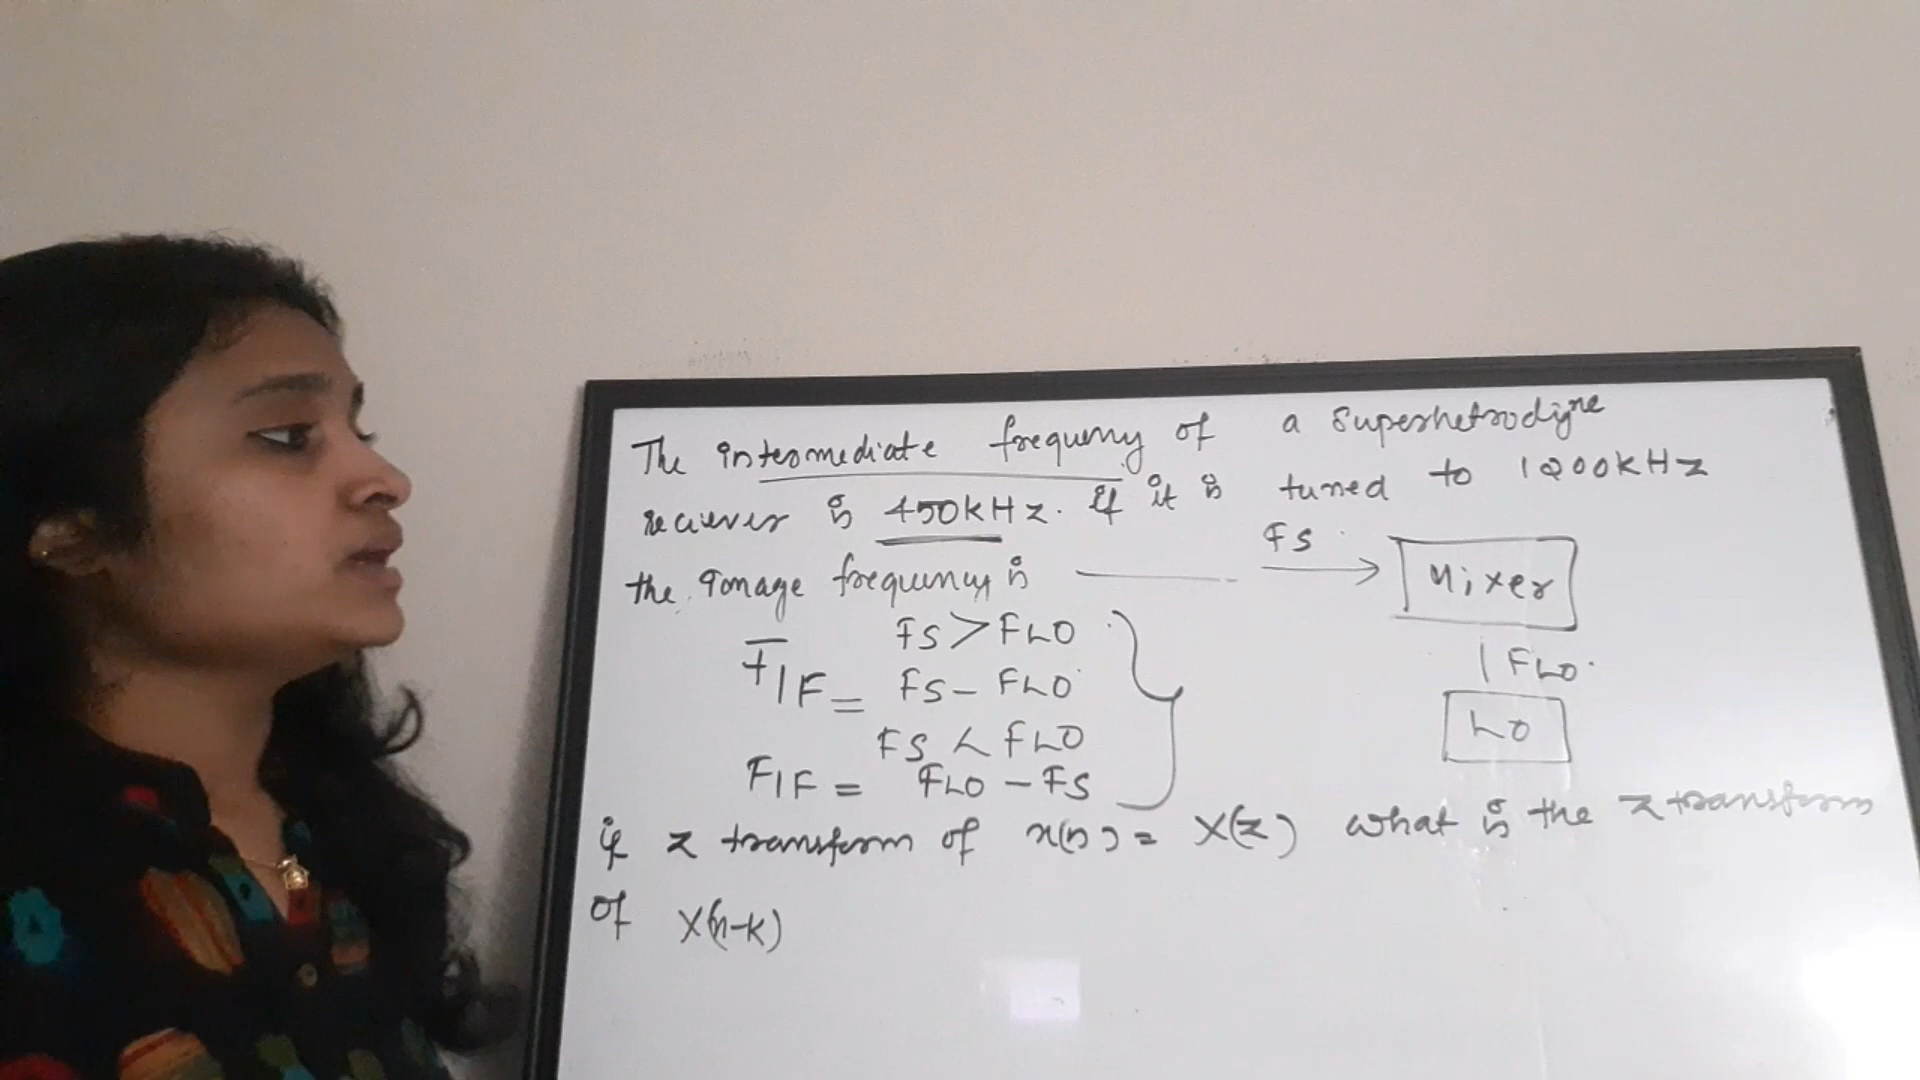 The intermediate frequency of a Superhetrodyne
reciever is 450kHz. If it is tuned to 1200kHz
the Image frequency is
FS
Mixer
FS > FLO
FIF = FS - FLO
FLO
LO
FS < FLO
FIF = FLO - FS
if z transform of x(n) = X(z) what is the z transform
of X(n-k)